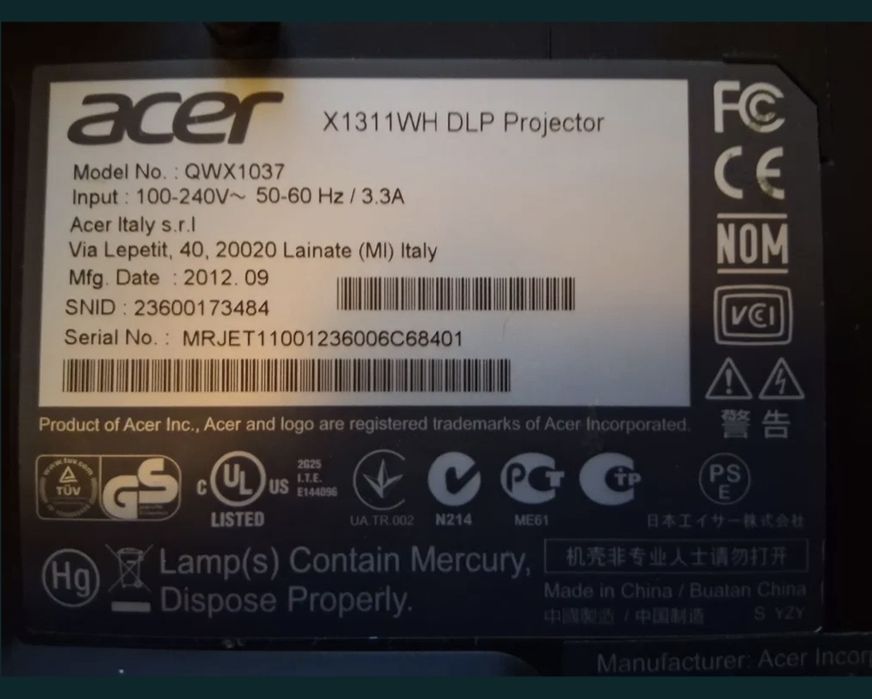 acer X1311WH DLP Projector
Model No. : QWX1037
Input : 100-240V~ 50-60 Hz / 3.3A
Acer Italy s.r.l
Via Lepetit, 40, 20020 Lainate (MI) Italy
Mfg. Date : 2012. 09
SNID : 23600173484
Serial No. : MRJET11001236006C68401
Product of Acer Inc., Acer and logo are registered trademarks of Acer Incorporated.
FC
CE
NOM
VCCI
警告
TÜV
GS
c UL US
LISTED
I.T.E.
E144096
UA.TR.002
N214
ME61
PS
E
日本エイサー株式会社
Hg
Lamp(s) Contain Mercury,
Dispose Properly.
机壳非专业人士请勿打开
Made in China / Buatan China
中國製造 / 中国制造 S YZY
Manufacturer: Acer Incor